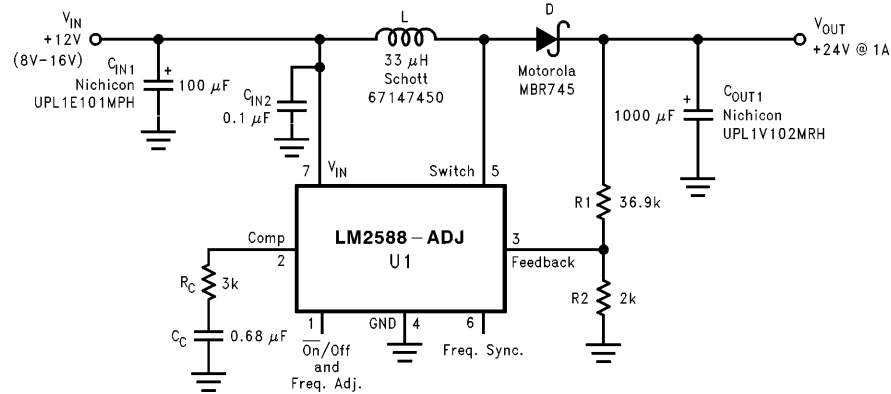 V_IN
+12V
(8V-16V)
C_IN1
Nichicon
UPL1E101MPH
+
100 µF
C_IN2
0.1 µF
L
33 µH
Schott
67147450
D
Motorola
MBR745
V_OUT
+24V @ 1A
1000 µF
+
C_OUT1
Nichicon
UPL1V102MRH
7
V_IN
Switch
5
R1
36.9k
Comp
2
LM2588-ADJ
U1
3
Feedback
R_C
3k
R2
2k
C_C
0.68 µF
1
O̅n̅/Off
and
Freq. Adj.
GND
4
6
Freq. Sync.